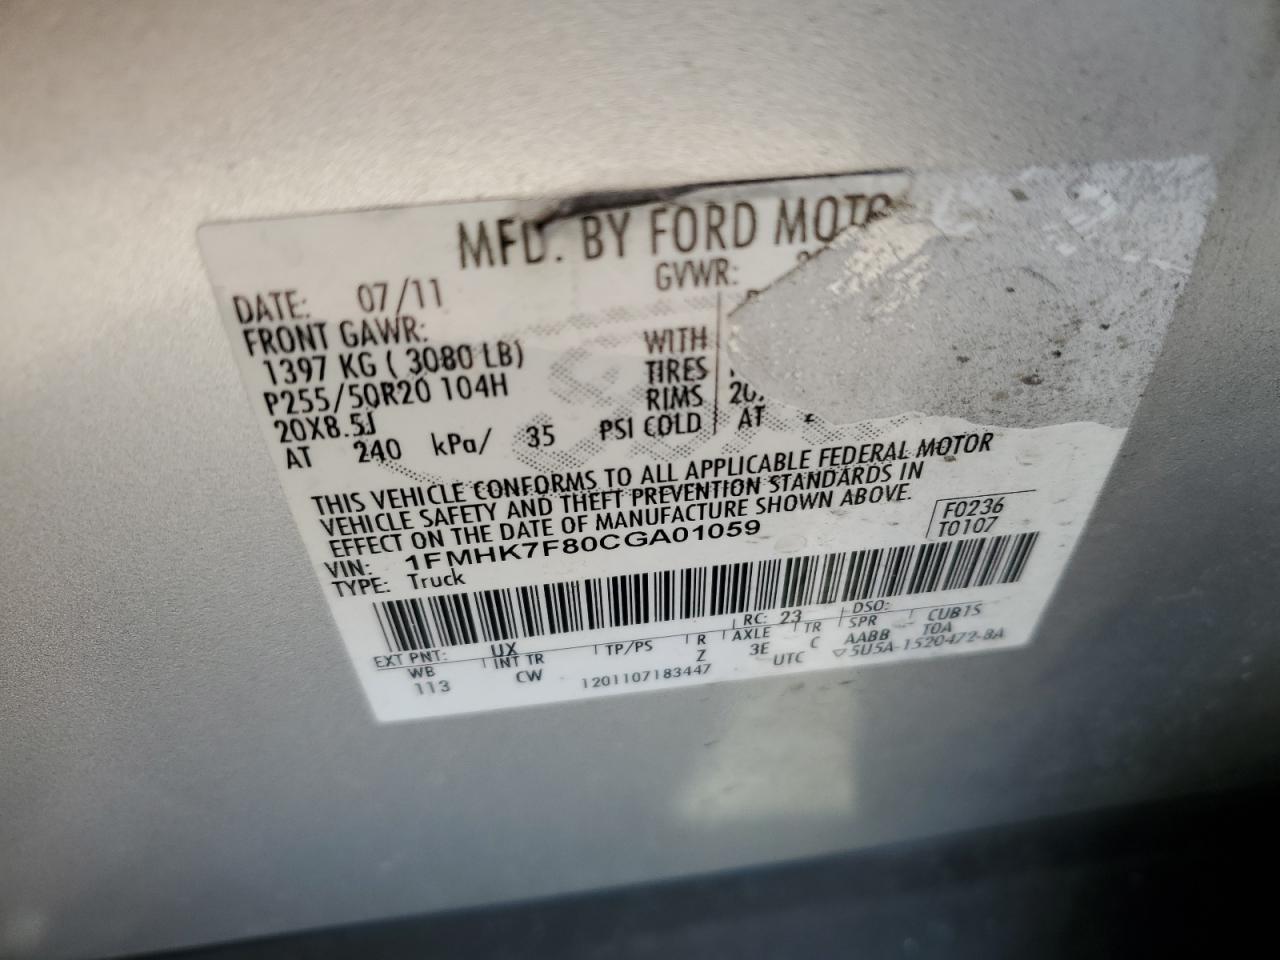 MFD. BY FORD MOTO
DATE: 07/11 GVWR:
FRONT GAWR:
1397 KG ( 3080 LB) WITH
P255/50R20 104H TIRES
20X8.5J RIMS 20
AT 240 kPa/ 35 PSI COLD AT
THIS VEHICLE CONFORMS TO ALL APPLICABLE FEDERAL MOTOR
VEHICLE SAFETY AND THEFT PREVENTION STANDARDS IN
EFFECT ON THE DATE OF MANUFACTURE SHOWN ABOVE.
VIN: 1FMHK7F80CGA01059 F0236
TYPE: Truck T0107
EXT PNT: UX RC: 23 DSO:
WB INT TR TP/PS R AXLE TR SPR CUB1S
113 CW Z 3E C AABB T0A
1201107183447 UTC ▽5U5A-1520472-8A